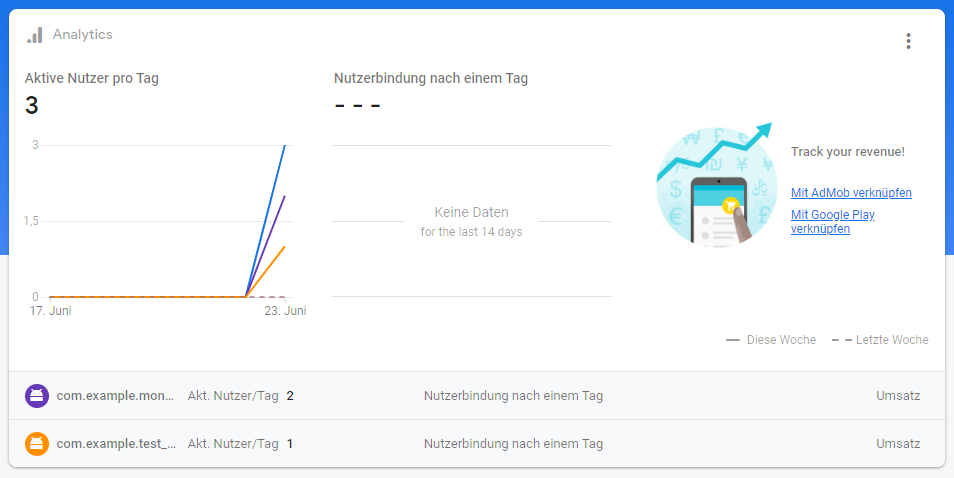 Analytics
Aktive Nutzer pro Tag
3
Nutzerbindung nach einem Tag
---
3
1,5
0
17. Juni
23. Juni
Keine Daten
for the last 14 days
Track your revenue!
Mit AdMob verknüpfen
Mit Google Play
verknüpfen
Diese Woche
Letzte Woche
com.example.mon... Akt. Nutzer/Tag 2 Nutzerbindung nach einem Tag Umsatz
com.example.test_... Akt. Nutzer/Tag 1 Nutzerbindung nach einem Tag Umsatz